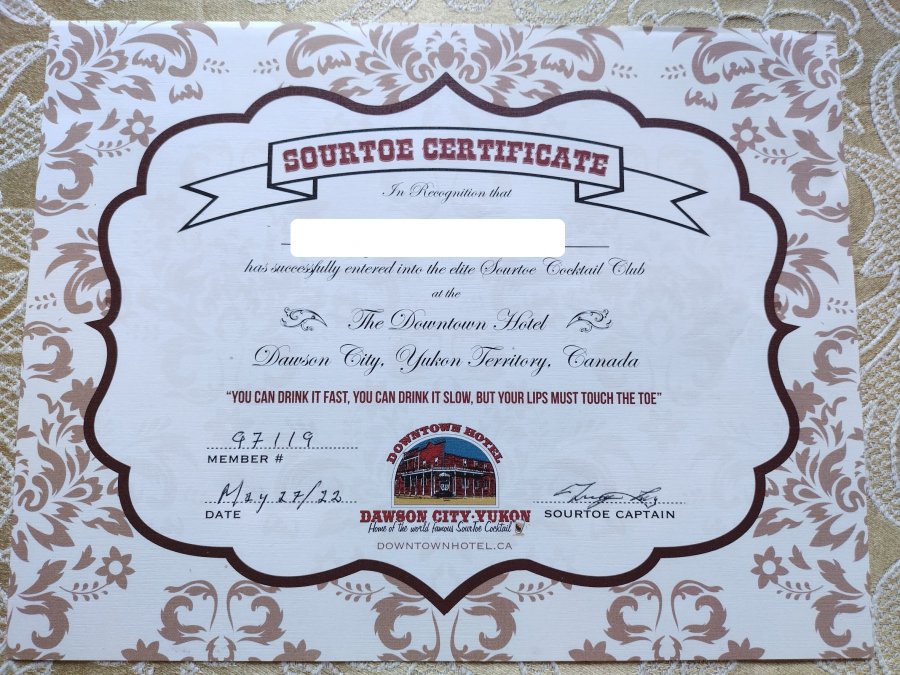 SOURTOE CERTIFICATE
In Recognition that
has successfully entered into the elite Sourtoe Cocktail Club
at the
The Downtown Hotel
Dawson City, Yukon Territory, Canada
"YOU CAN DRINK IT FAST, YOU CAN DRINK IT SLOW, BUT YOUR LIPS MUST TOUCH THE TOE"
97119
MEMBER #
May 27/22
DATE
DOWNTOWN HOTEL
DAWSON CITY·YUKON
Home of the world famous SourToe Cocktail
DOWNTOWNHOTEL.CA
SOURTOE CAPTAIN